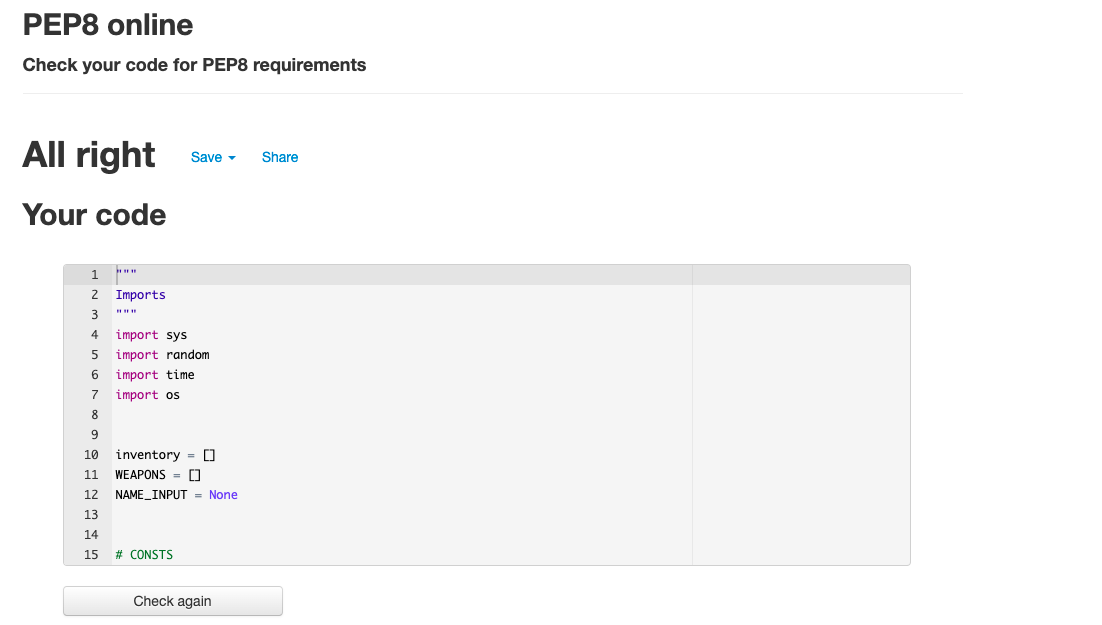 PEP8 online
Check your code for PEP8 requirements
All right Save Share
Your code
1 """
2 Imports
3 """
4 import sys
5 import random
6 import time
7 import os
8
9
10 inventory = []
11 WEAPONS = []
12 NAME_INPUT = None
13
14
15 # CONSTS
Check again